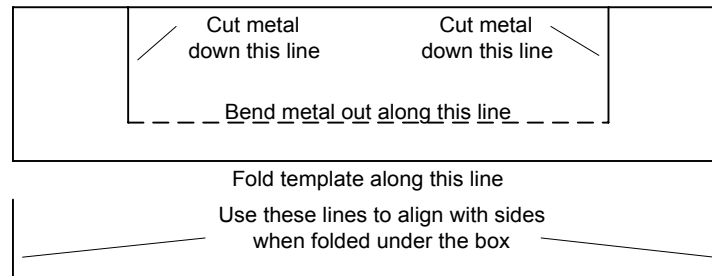 Cut metal
down this line
Cut metal
down this line
Bend metal out along this line
Fold template along this line
Use these lines to align with sides
when folded under the box